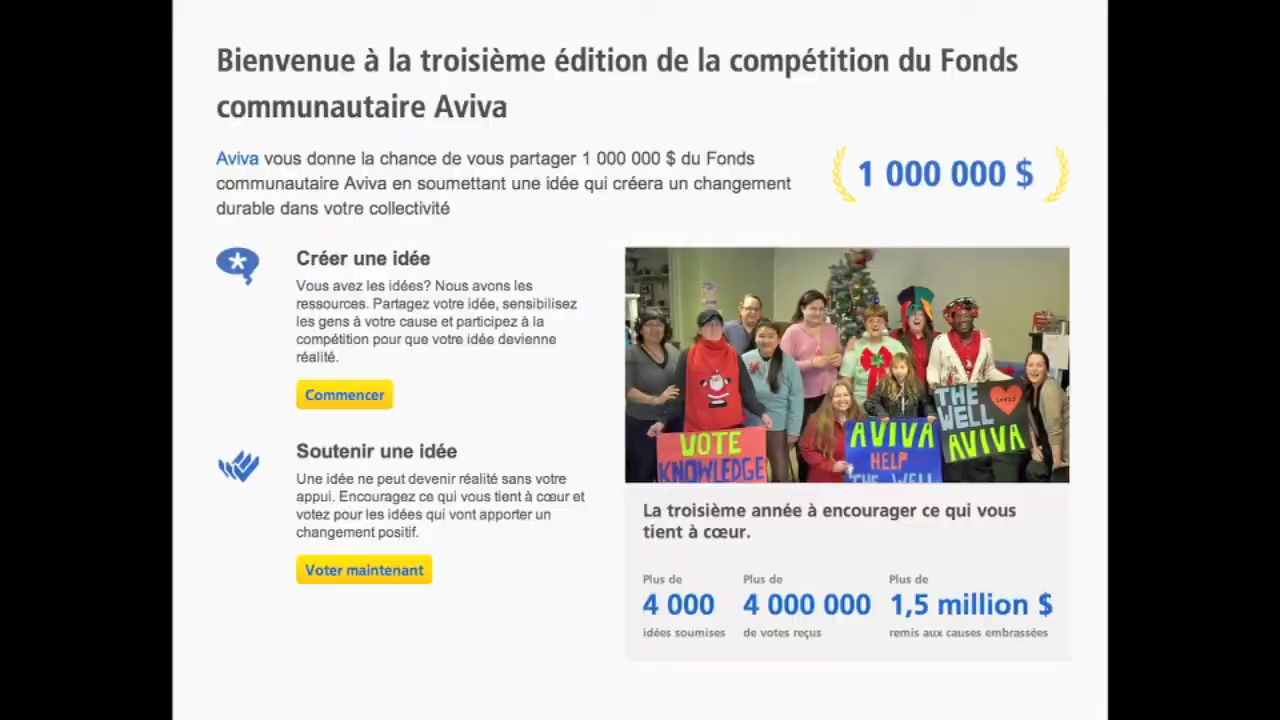 Bienvenue à la troisième édition de la compétition du Fonds
communautaire Aviva
Aviva vous donne la chance de vous partager 1 000 000 $ du Fonds
communautaire Aviva en soumettant une idée qui créera un changement
durable dans votre collectivité
1 000 000 $
Créer une idée
Vous avez les idées? Nous avons les
ressources. Partagez votre idée, sensibilisez
les gens à votre cause et participez à la
compétition pour que votre idée devienne
réalité.
Commencer
Soutenir une idée
Une idée ne peut devenir réalité sans votre
appui. Encouragez ce qui vous tient à cœur et
votez pour les idées qui vont apporter un
changement positif.
Voter maintenant
VOTE
KNOWLEDGE
AVIVA
HELP
THE WELL
THE
WELL
AVIVA
La troisième année à encourager ce qui vous
tient à cœur.
Plus de
4 000
idées soumises
Plus de
4 000 000
de votes reçus
Plus de
1,5 million $
remis aux causes embrassées